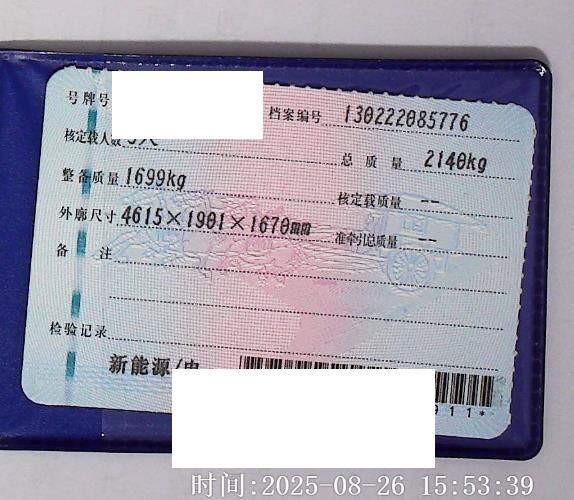 号牌号
档案编号 130222085776
核定载人数
总质量 2140kg
整备质量 1699kg
核定载质量 --
外廓尺寸 4615×1901×1670mm
准牵引总质量 --
备注
检验记录
新能源/电
911*
时间:2025-08-26 15:53:39